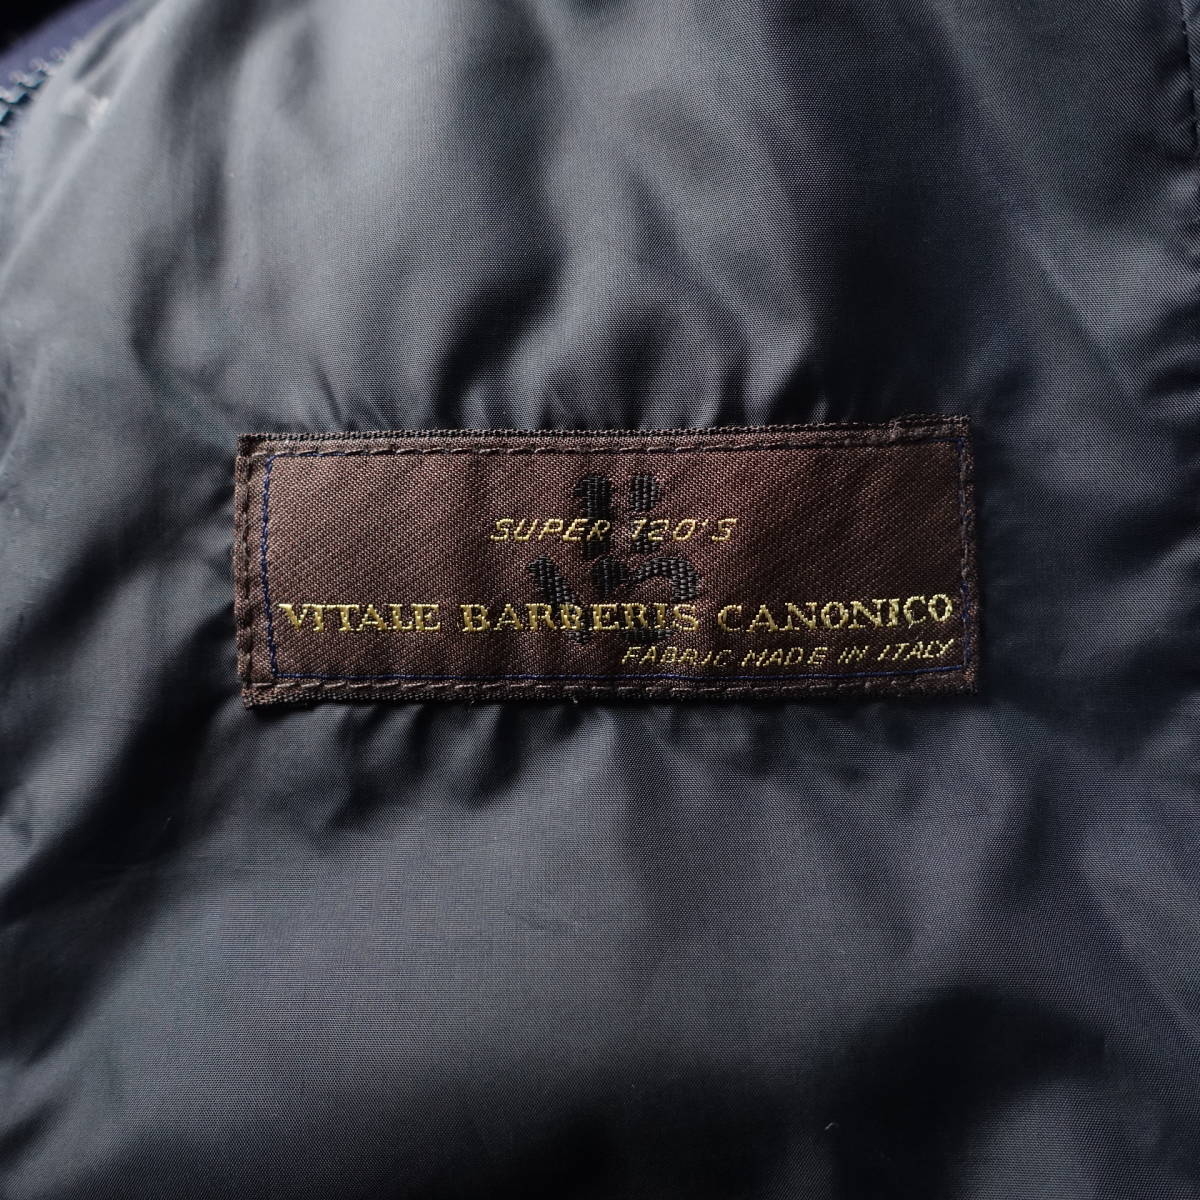 SUPER 120'S
VITALE BARBERIS CANONICO
FABRIC MADE IN ITALY